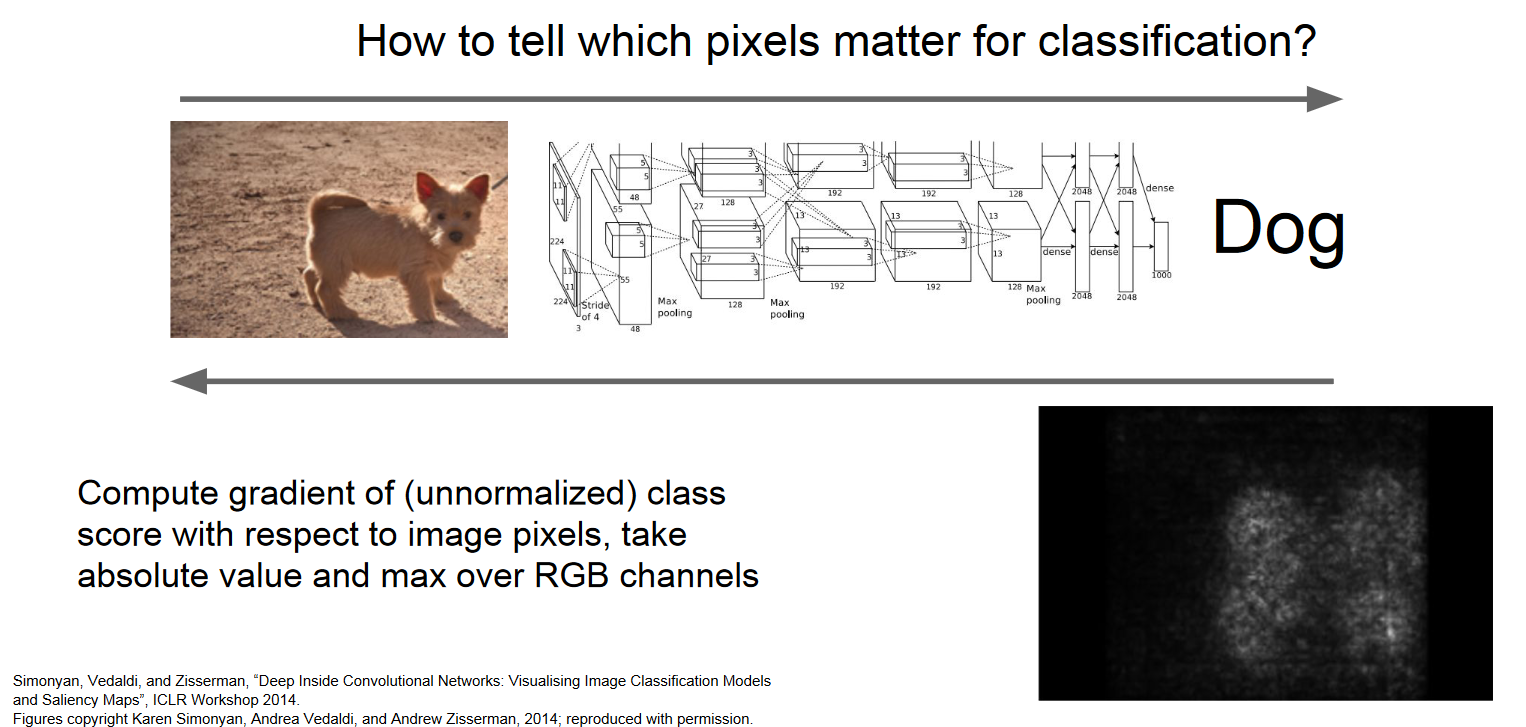 How to tell which pixels matter for classification?
11
11
224
11
11
224
3
Stride
of 4
5
5
48
55
5
5
55
48
Max
pooling
3
3
3
128
27
3
3
27
3
3
128
Max
pooling
3
3
192
13
3
13
3
192
3
3
192
13
3
13
3
192
128
13
13
128
Max
pooling
2048
2048
dense
dense
dense
2048
2048
1000
Dog
Compute gradient of (unnormalized) class
score with respect to image pixels, take
absolute value and max over RGB channels
Simonyan, Vedaldi, and Zisserman, “Deep Inside Convolutional Networks: Visualising Image Classification Models
and Saliency Maps”, ICLR Workshop 2014.
Figures copyright Karen Simonyan, Andrea Vedaldi, and Andrew Zisserman, 2014; reproduced with permission.